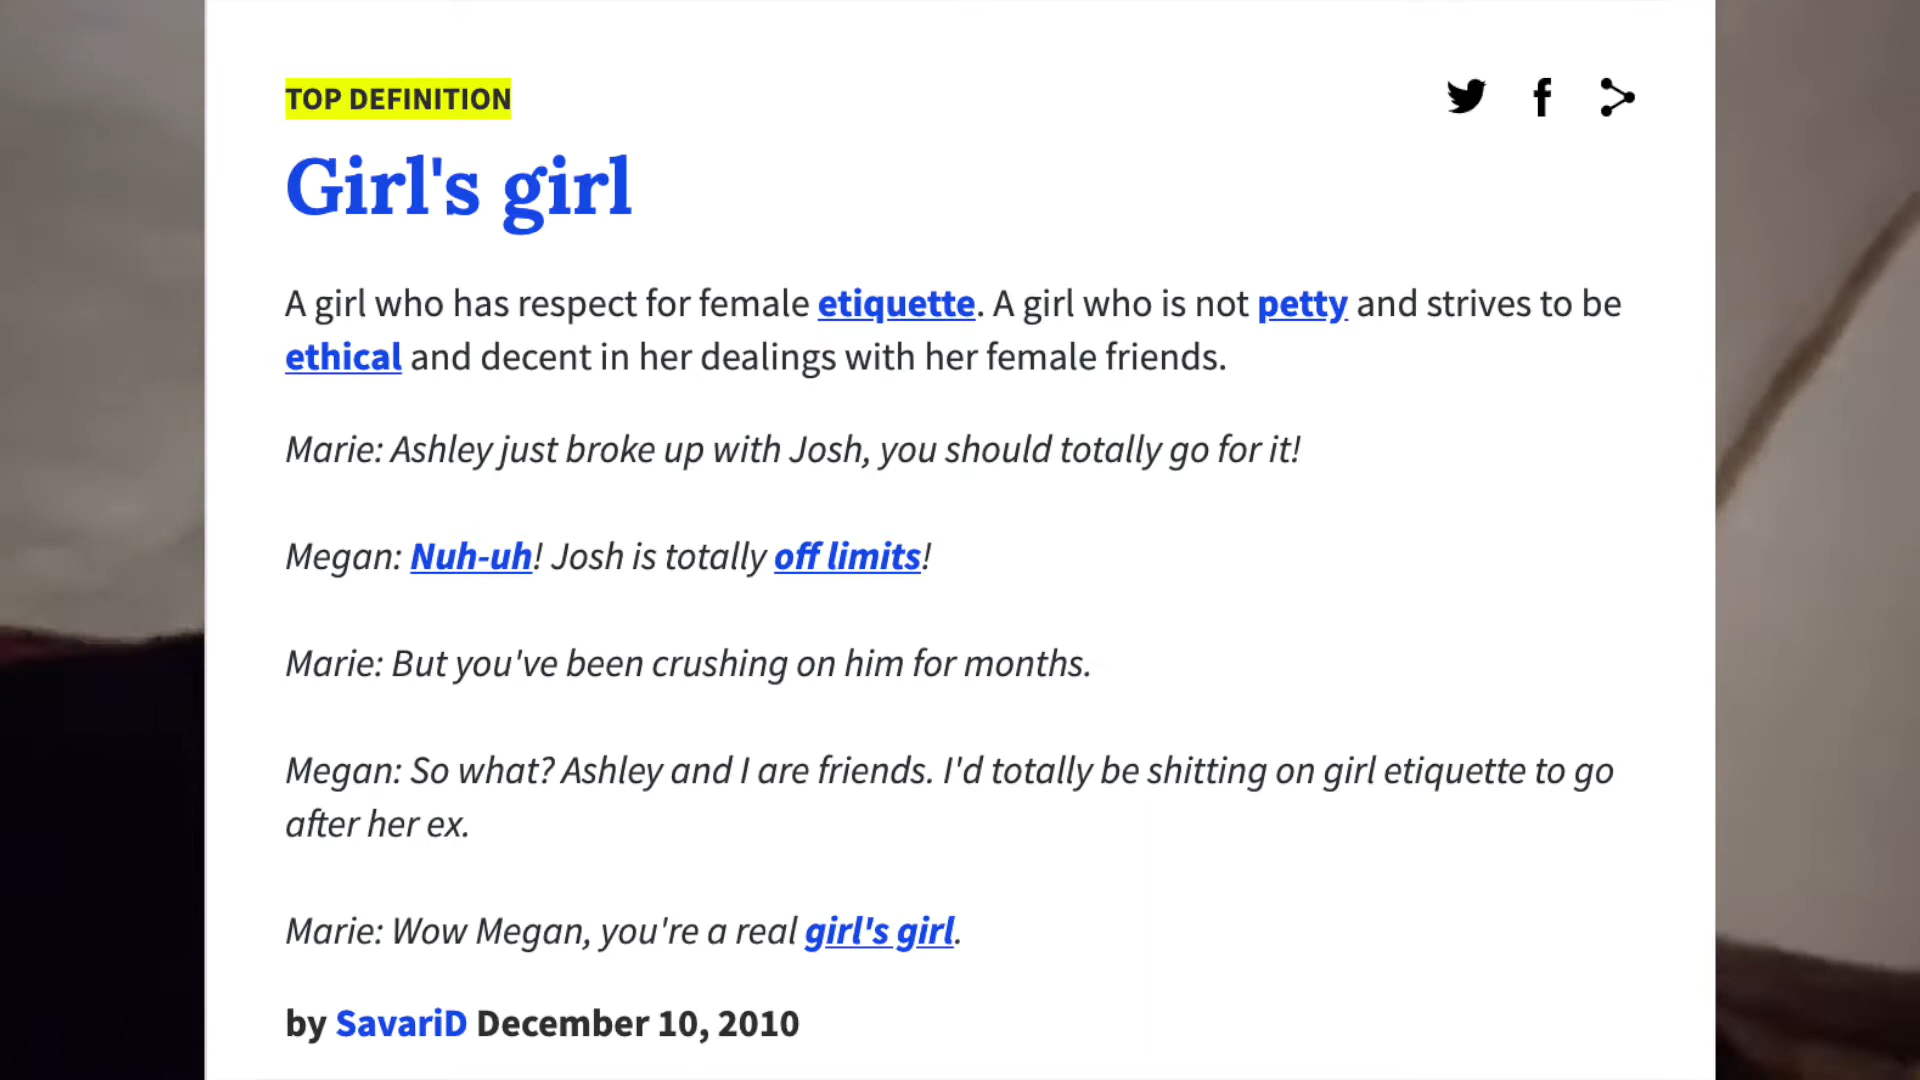 TOP DEFINITION
Girl's girl
A girl who has respect for female etiquette. A girl who is not petty and strives to be
ethical and decent in her dealings with her female friends.
Marie: Ashley just broke up with Josh, you should totally go for it!
Megan: Nuh-uh! Josh is totally off limits!
Marie: But you've been crushing on him for months.
Megan: So what? Ashley and I are friends. I'd totally be shitting on girl etiquette to go
after her ex.
Marie: Wow Megan, you're a real girl's girl.
by SavariD December 10, 2010